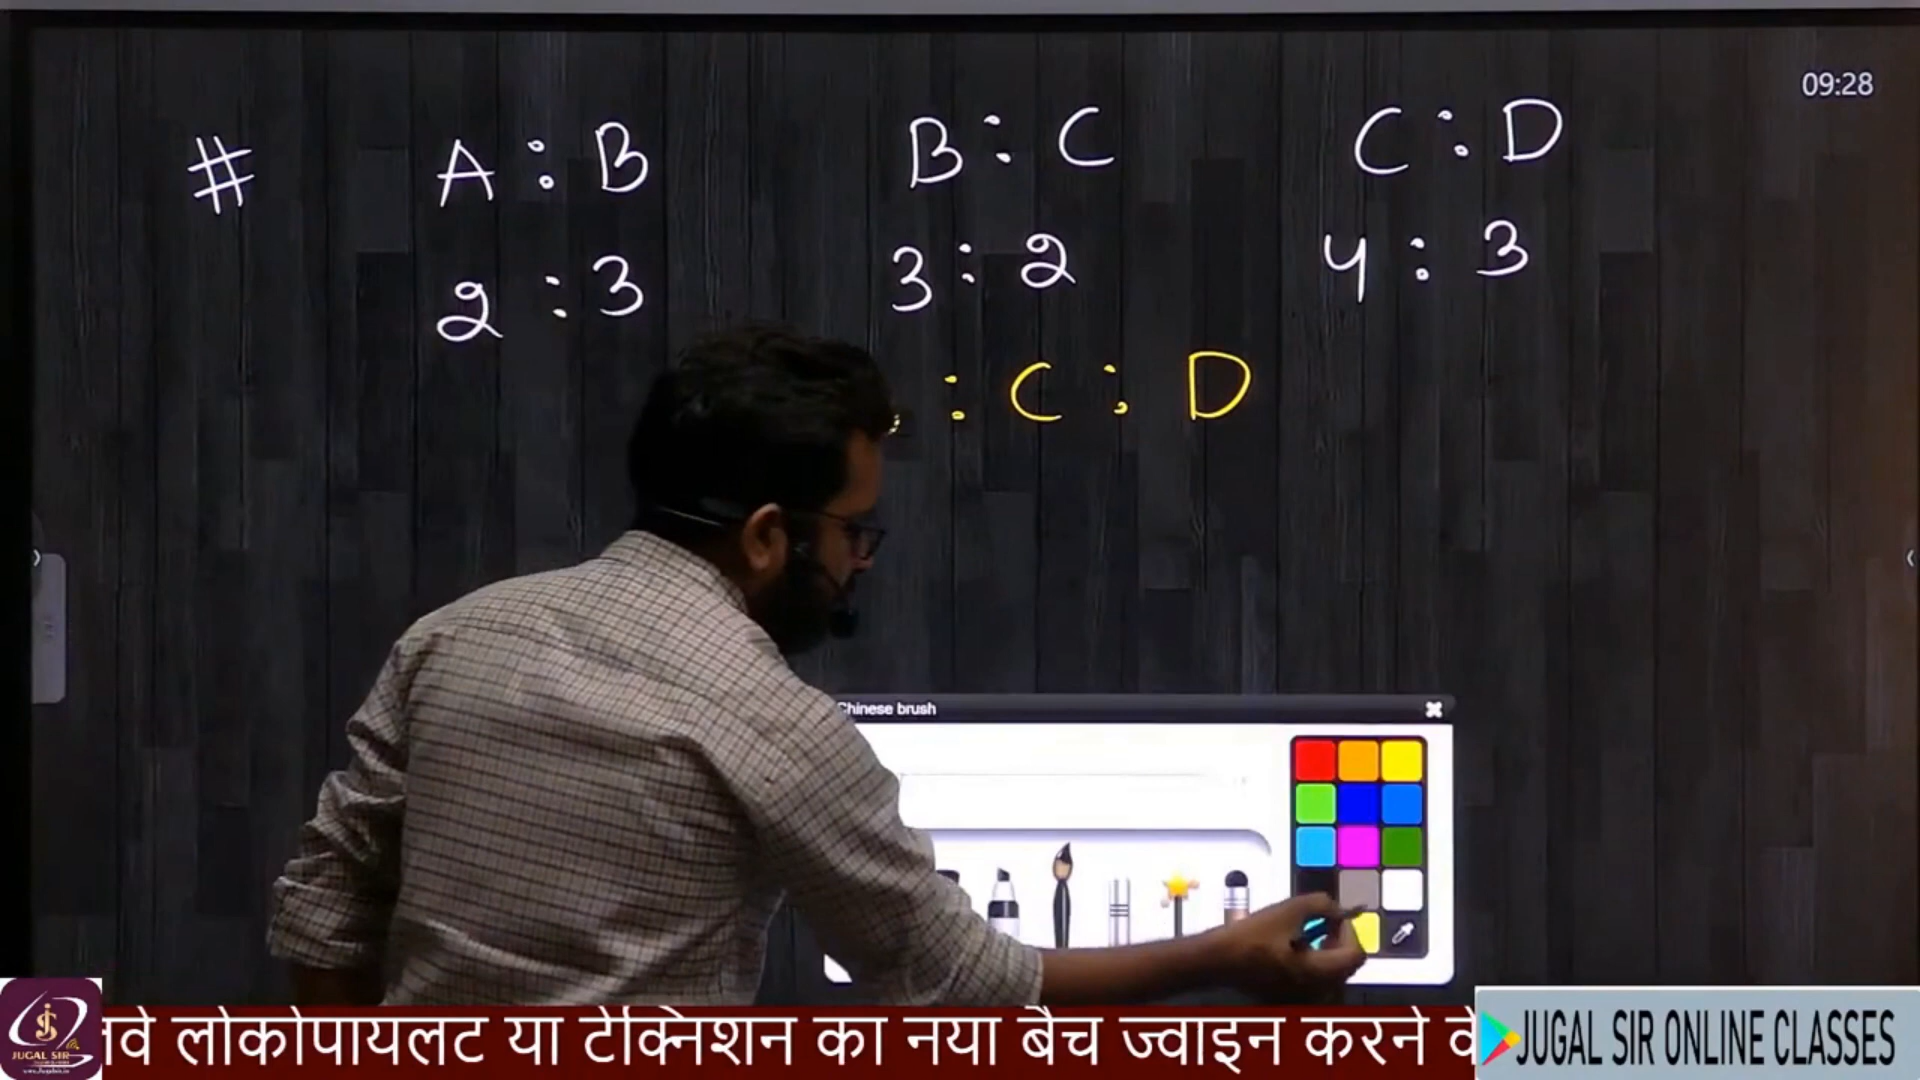 09:28
# A : B B : C C : D
2 : 3 3 : 2 4 : 3
: C : D
Chinese brush
लोकोपायलट या टेक्निशन का नया बैच ज्वाइन करने
JUGAL SIR
JUGAL SIR ONLINE CLASSES